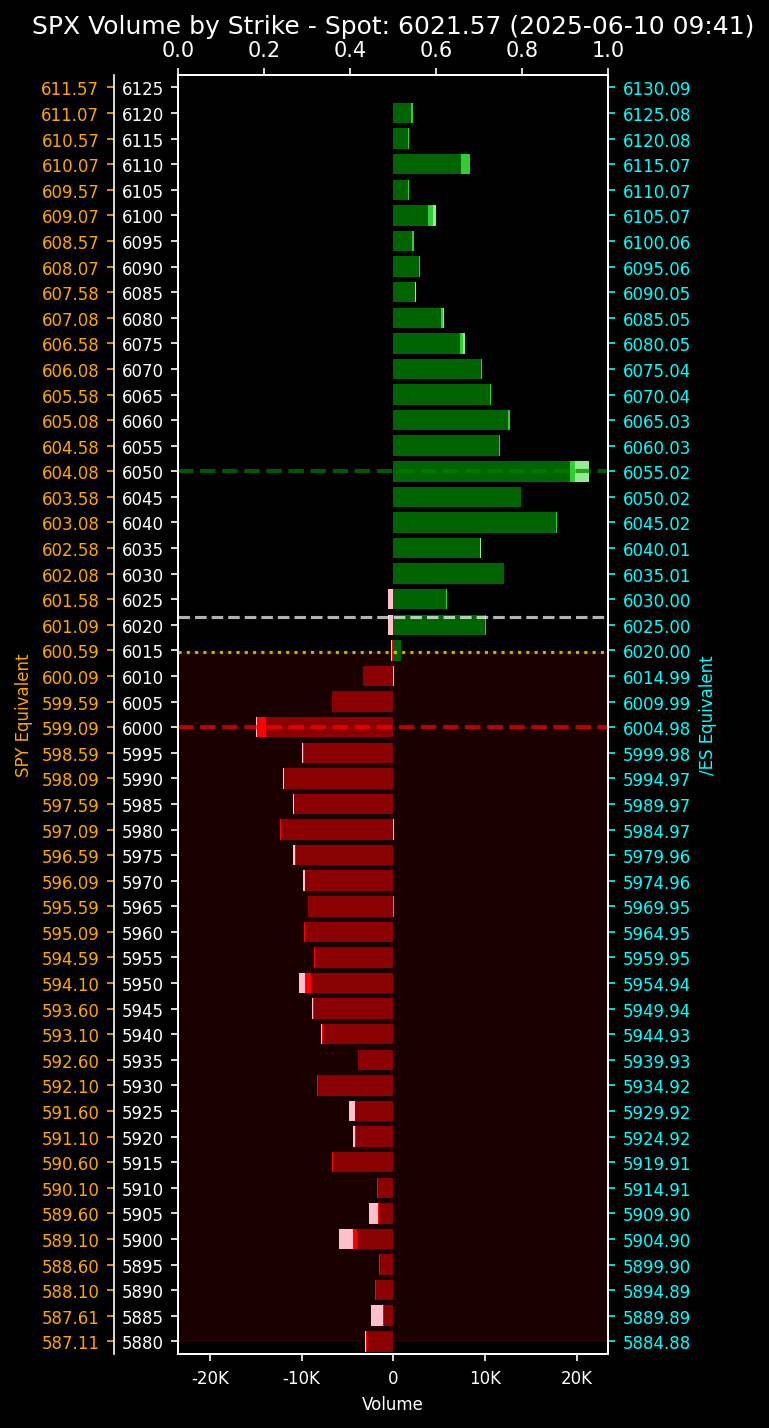 SPX Volume by Strike - Spot: 6021.57 (2025-06-10 09:41)
0.0 0.2 0.4 0.6 0.8 1.0
611.57 6125 6130.09
611.07 6120 6125.08
610.57 6115 6120.08
610.07 6110 6115.07
609.57 6105 6110.07
609.07 6100 6105.07
608.57 6095 6100.06
608.07 6090 6095.06
607.58 6085 6090.05
607.08 6080 6085.05
606.58 6075 6080.05
606.08 6070 6075.04
605.58 6065 6070.04
605.08 6060 6065.03
604.58 6055 6060.03
604.08 6050 6055.02
603.58 6045 6050.02
603.08 6040 6045.02
602.58 6035 6040.01
602.08 6030 6035.01
601.58 6025 6030.00
601.09 6020 6025.00
600.59 6015 6020.00
600.09 6010 6014.99
599.59 6005 6009.99
599.09 6000 6004.98
598.59 5995 5999.98
598.09 5990 5994.97
597.59 5985 5989.97
597.09 5980 5984.97
596.59 5975 5979.96
596.09 5970 5974.96
595.59 5965 5969.95
595.09 5960 5964.95
594.59 5955 5959.95
594.10 5950 5954.94
593.60 5945 5949.94
593.10 5940 5944.93
592.60 5935 5939.93
592.10 5930 5934.92
591.60 5925 5929.92
591.10 5920 5924.92
590.60 5915 5919.91
590.10 5910 5914.91
589.60 5905 5909.90
589.10 5900 5904.90
588.60 5895 5899.90
588.10 5890 5894.89
587.61 5885 5889.89
587.11 5880 5884.88
SPY Equivalent
/ES Equivalent
-20K -10K 0 10K 20K
Volume